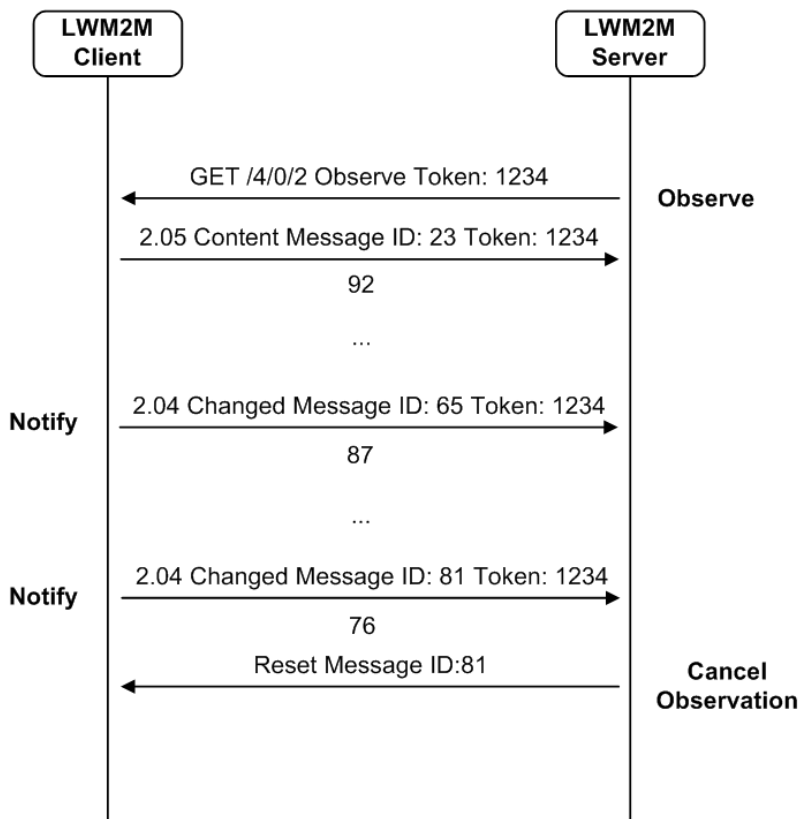 LWM2M
Client
LWM2M
Server
GET /4/0/2 Observe Token: 1234
Observe
2.05 Content Message ID: 23 Token: 1234
92
...
Notify
2.04 Changed Message ID: 65 Token: 1234
87
...
Notify
2.04 Changed Message ID: 81 Token: 1234
76
Reset Message ID:81
Cancel
Observation